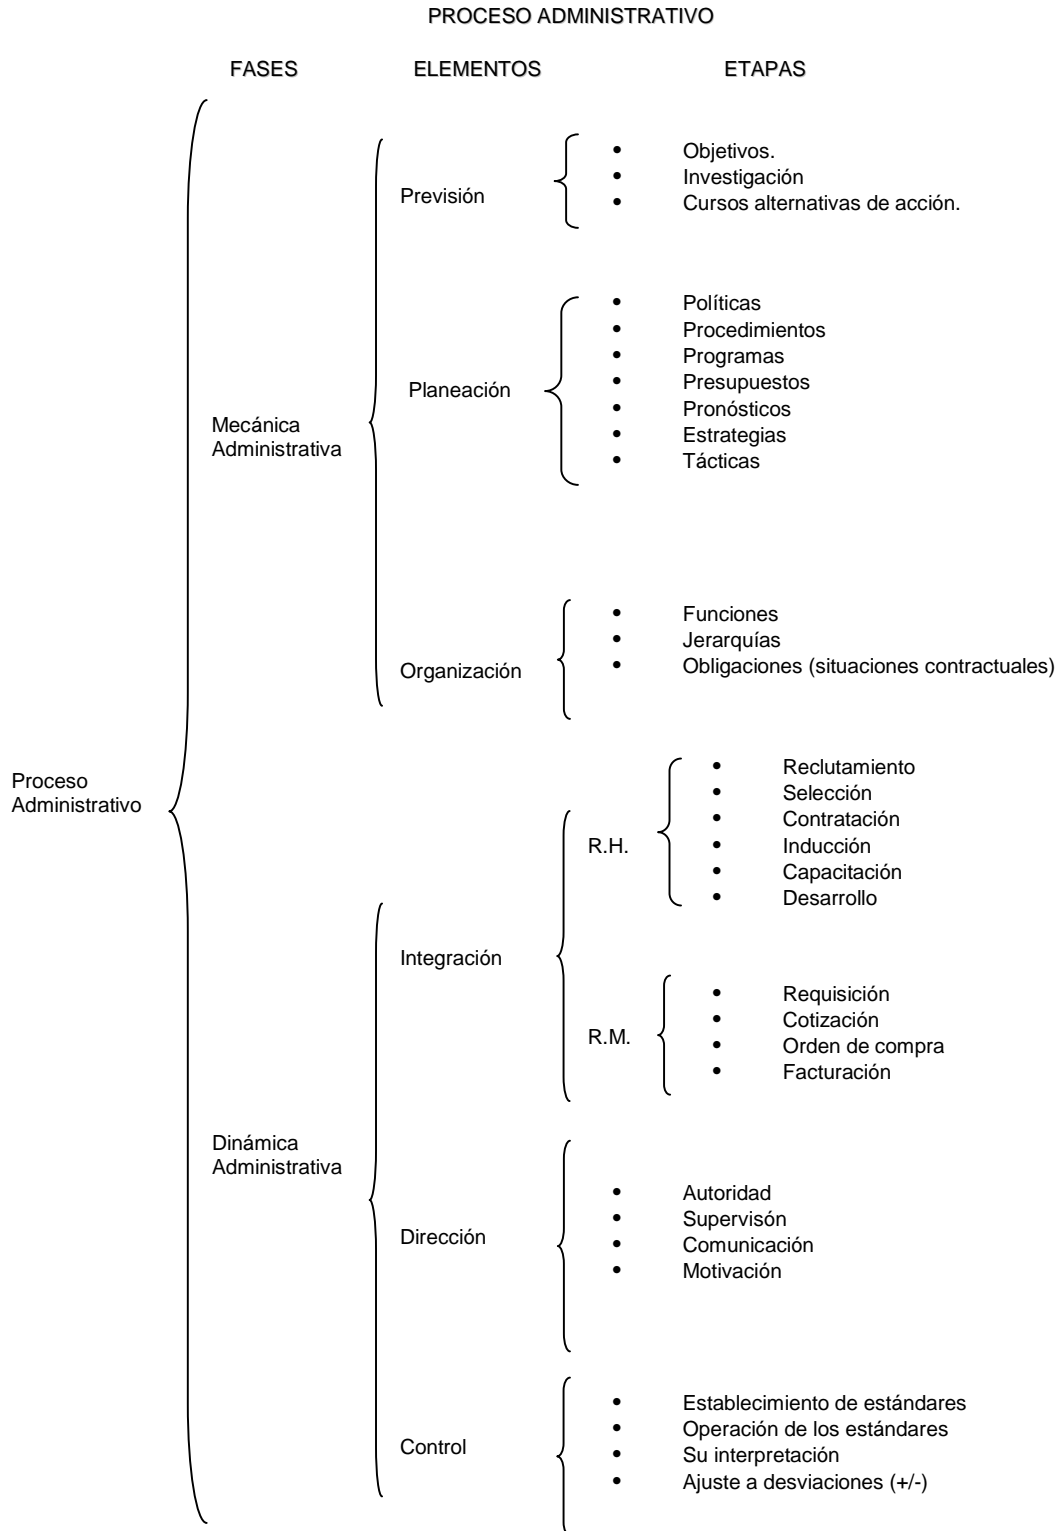 PROCESO ADMINISTRATIVO
FASES ELEMENTOS ETAPAS
Previsión
• Objetivos.
• Investigación
• Cursos alternativas de acción.
Planeación
• Políticas
• Procedimientos
• Programas
• Presupuestos
• Pronósticos
• Estrategias
• Tácticas
Mecánica
Administrativa
Organización
• Funciones
• Jerarquías
• Obligaciones (situaciones contractuales)
Proceso
Administrativo
R.H.
• Reclutamiento
• Selección
• Contratación
• Inducción
• Capacitación
• Desarrollo
Integración
R.M.
• Requisición
• Cotización
• Orden de compra
• Facturación
Dinámica
Administrativa
Dirección
• Autoridad
• Supervisón
• Comunicación
• Motivación
Control
• Establecimiento de estándares
• Operación de los estándares
• Su interpretación
• Ajuste a desviaciones (+/-)